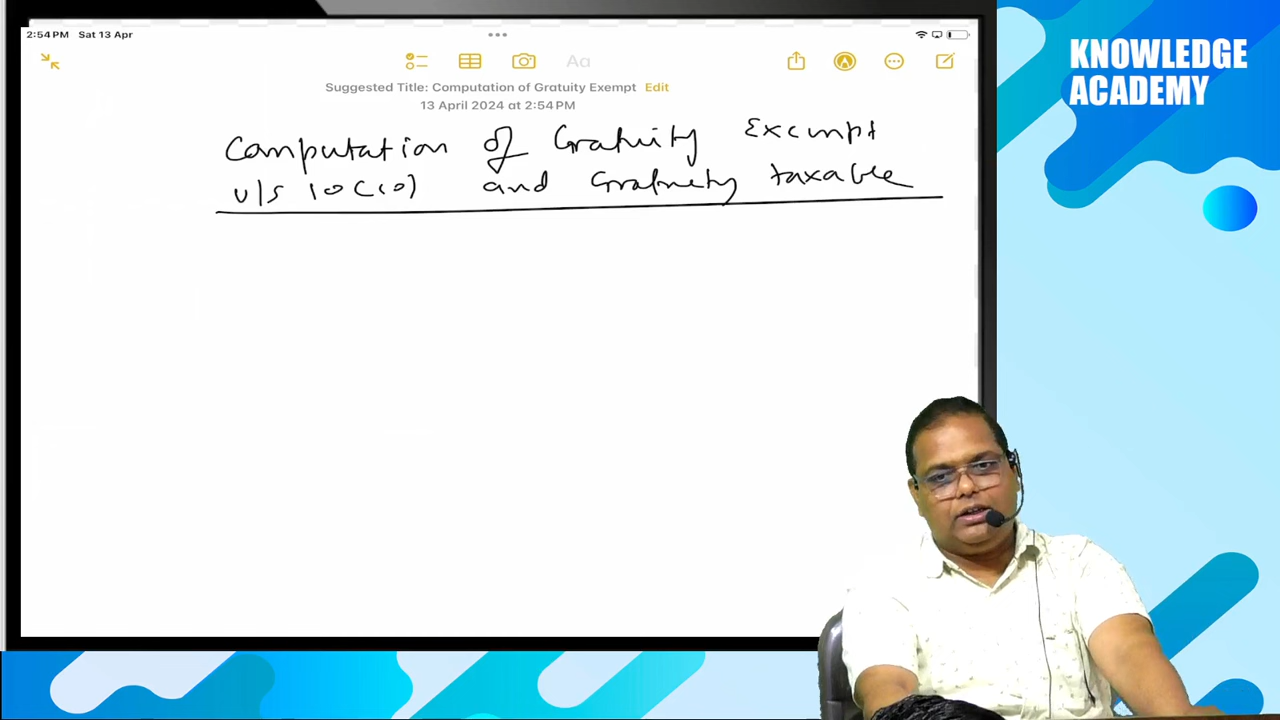 2:54 PM Sat 13 Apr
KNOWLEDGE
ACADEMY
Aa
Suggested Title: Computation of Gratuity Exempt Edit
13 April 2024 at 2:54 PM
Computation of Gratuity Exempt
u/s 10(10) and Gratuity taxable